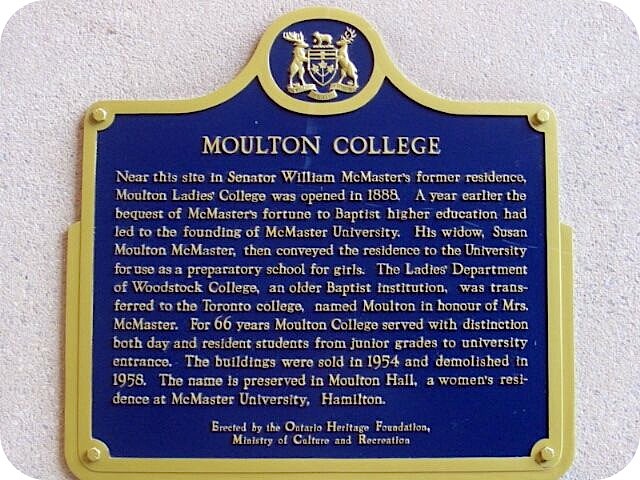 MOULTON COLLEGE
Near this site in Senator William McMaster's former residence,
Moulton Ladies' College was opened in 1888. A year earlier the
bequest of McMaster's fortune to Baptist higher education had
led to the founding of McMaster University. His widow, Susan
Moulton McMaster, then conveyed the residence to the University
for use as a preparatory school for girls. The Ladies' Department
of Woodstock College, an older Baptist institution, was trans-
ferred to the Toronto college, named Moulton in honour of Mrs.
McMaster. For 66 years Moulton College served with distinction
both day and resident students from junior grades to university
entrance. The buildings were sold in 1954 and demolished in
1958. The name is preserved in Moulton Hall, a women's resi-
dence at McMaster University, Hamilton.
Erected by the Ontario Heritage Foundation,
Ministry of Culture and Recreation